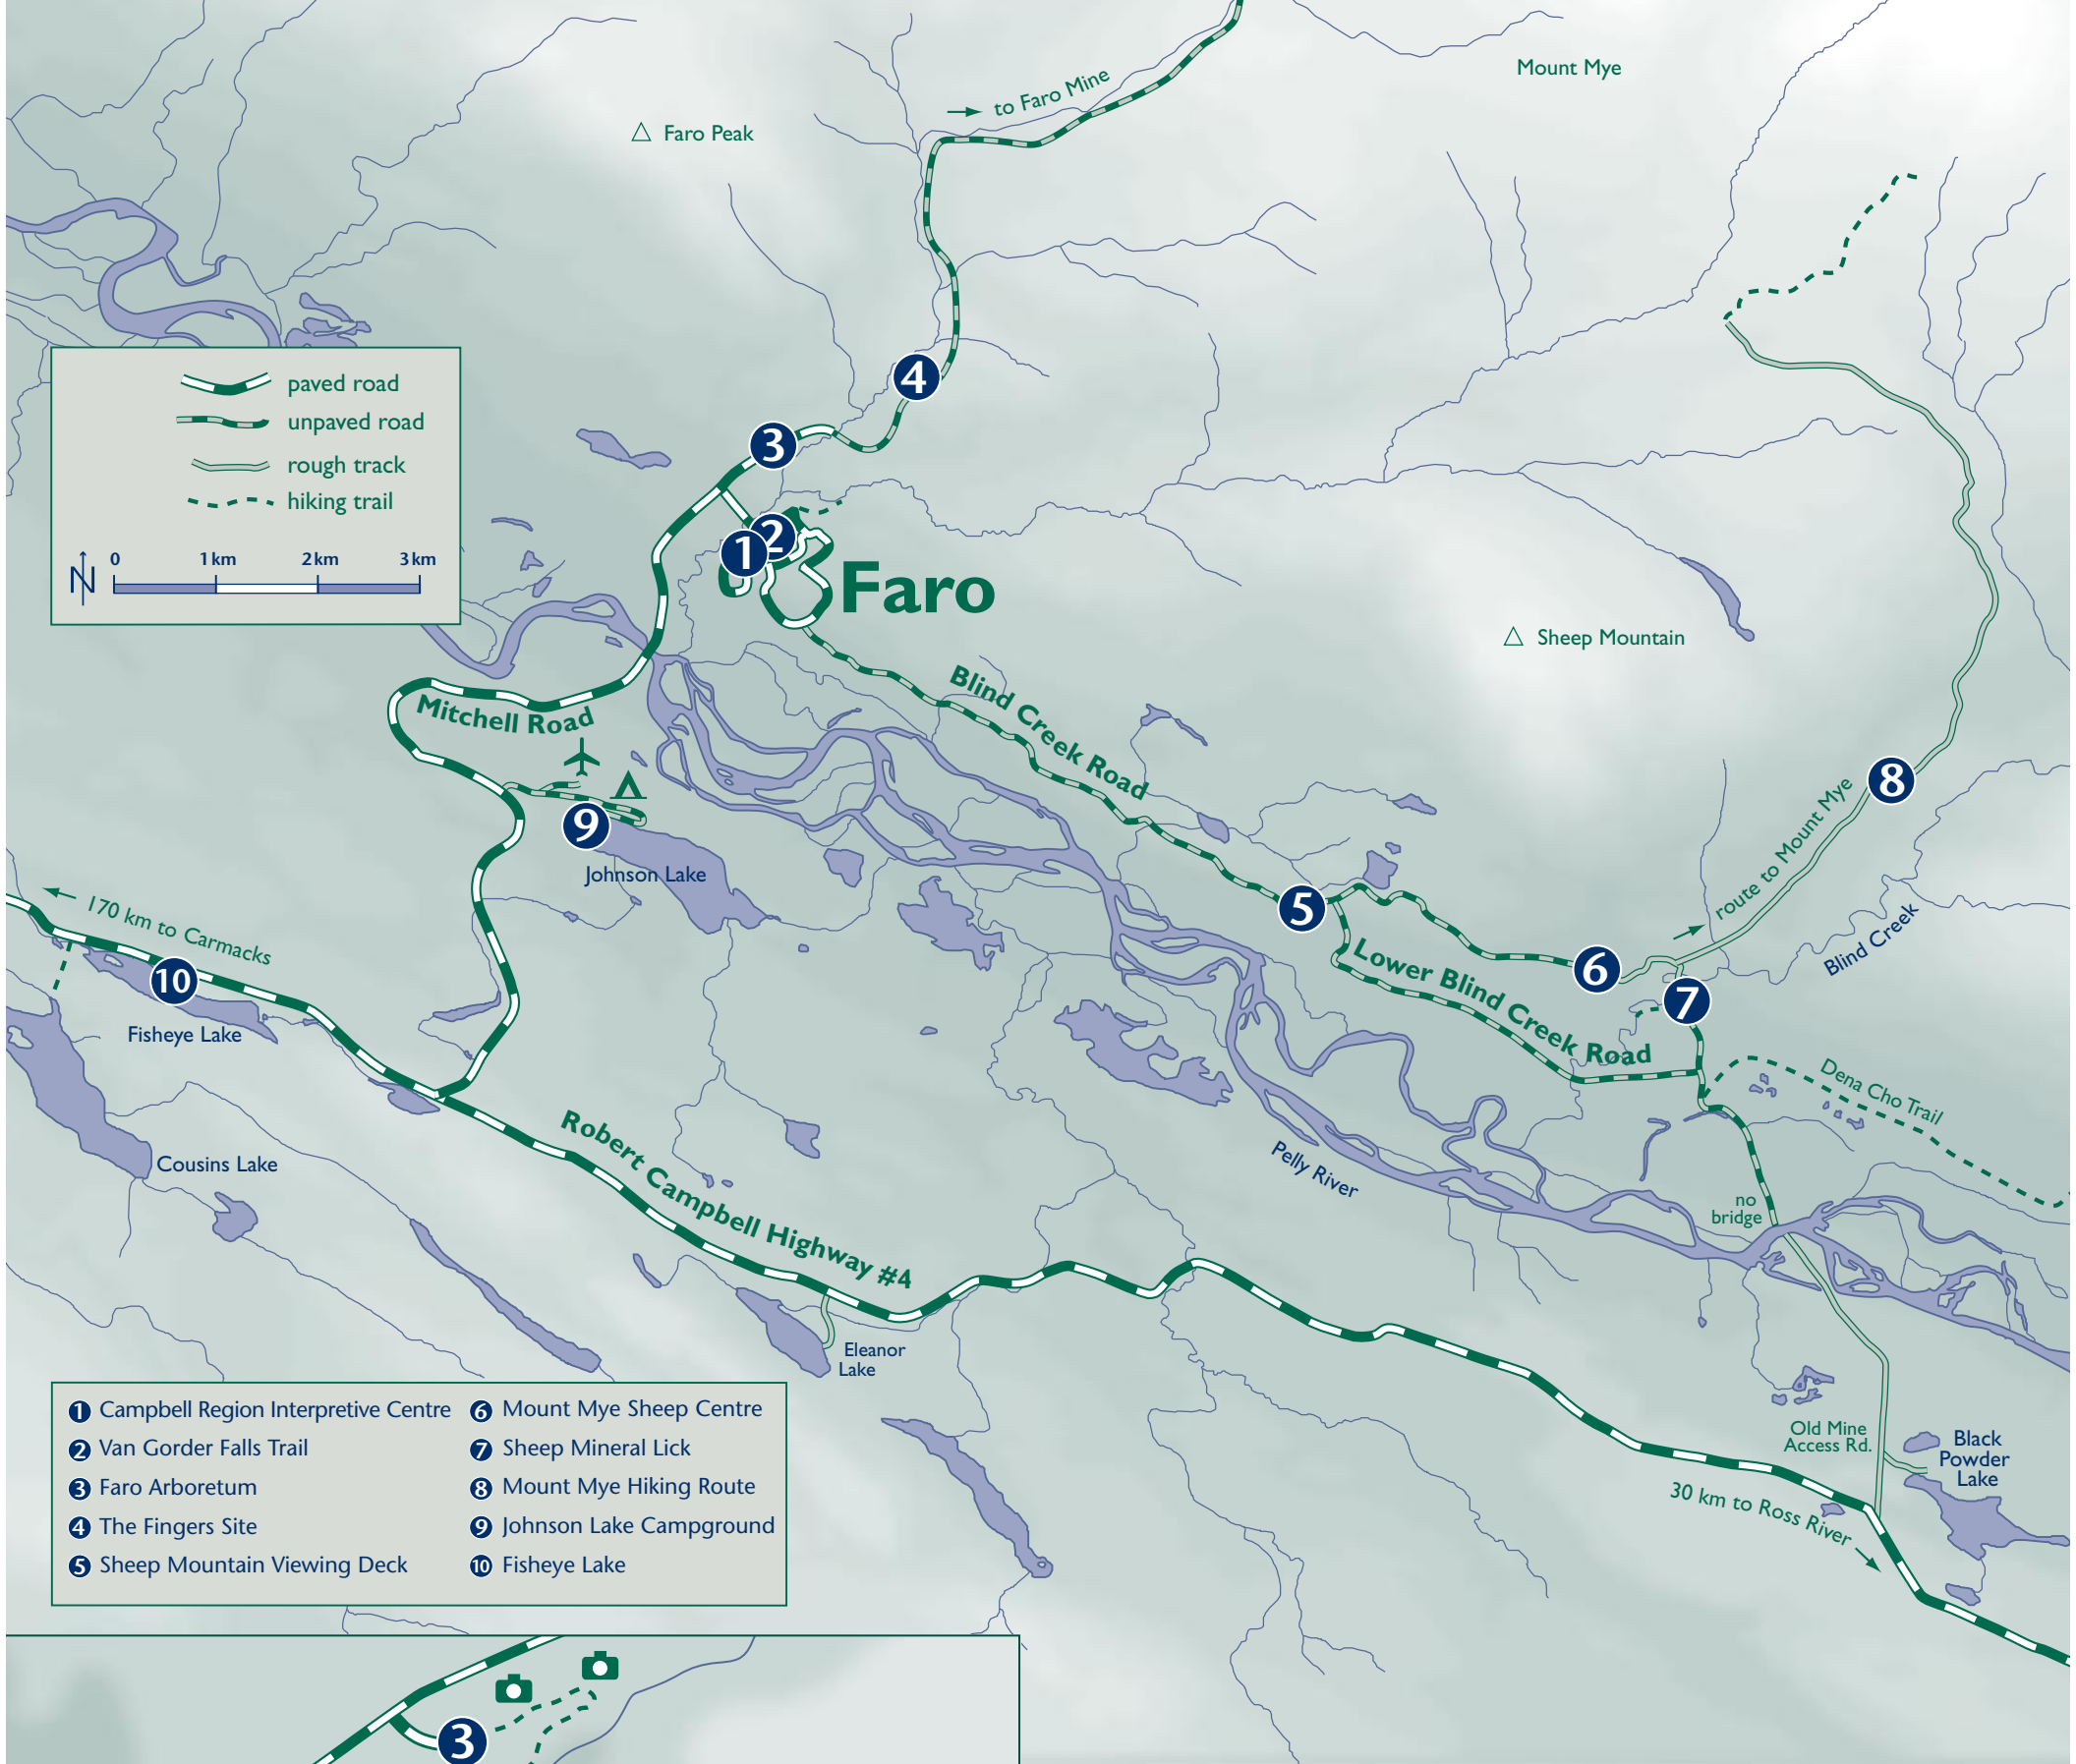 Mount Mye
to Faro Mine
Faro Peak
4
paved road
unpaved road
rough track
hiking trail
N
0 1 km 2 km 3 km
3
2
1
Faro
Sheep Mountain
Mitchell Road
Blind Creek Road
8
9
Johnson Lake
route to Mount Mye
5
170 km to Carmacks
Blind Creek
6
10
Lower Blind Creek Road
7
Fisheye Lake
Dena Cho Trail
Robert Campbell Highway #4
Cousins Lake
Pelly River
no
bridge
Eleanor
Lake
Old Mine
Access Rd.
Black
Powder
Lake
30 km to Ross River
1 Campbell Region Interpretive Centre
2 Van Gorder Falls Trail
3 Faro Arboretum
4 The Fingers Site
5 Sheep Mountain Viewing Deck
6 Mount Mye Sheep Centre
7 Sheep Mineral Lick
8 Mount Mye Hiking Route
9 Johnson Lake Campground
10 Fisheye Lake
3